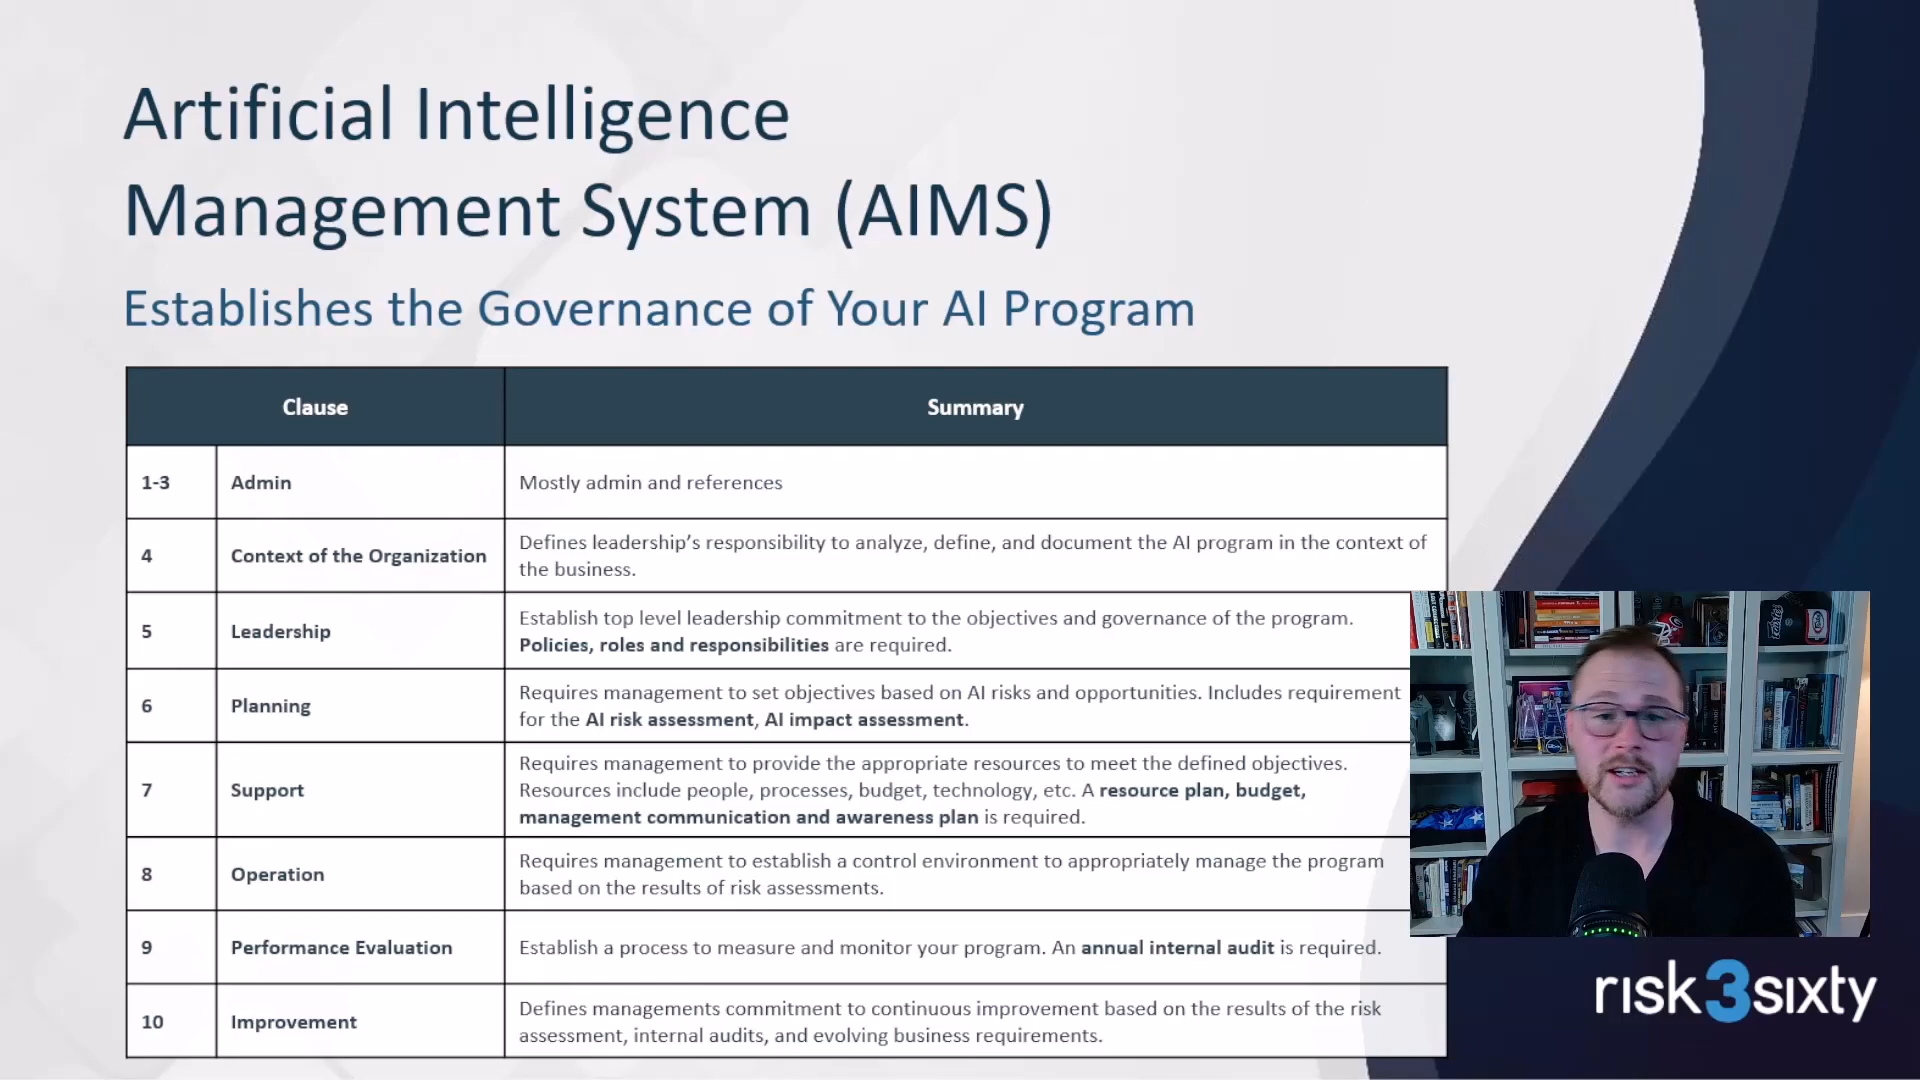 Artificial Intelligence
Management System (AIMS)
Establishes the Governance of Your AI Program
Clause
Summary
1-3
Admin
Mostly admin and references
4
Context of the Organization
Defines leadership’s responsibility to analyze, define, and document the AI program in the context of
the business.
5
Leadership
Establish top level leadership commitment to the objectives and governance of the program.
Policies, roles and responsibilities are required.
6
Planning
Requires management to set objectives based on AI risks and opportunities. Includes requirement
for the AI risk assessment, AI impact assessment.
7
Support
Requires management to provide the appropriate resources to meet the defined objectives.
Resources include people, processes, budget, technology, etc. A resource plan, budget,
management communication and awareness plan is required.
8
Operation
Requires management to establish a control environment to appropriately manage the program
based on the results of risk assessments.
9
Performance Evaluation
Establish a process to measure and monitor your program. An annual internal audit is required.
10
Improvement
Defines managements commitment to continuous improvement based on the results of the risk
assessment, internal audits, and evolving business requirements.
risk3sixty